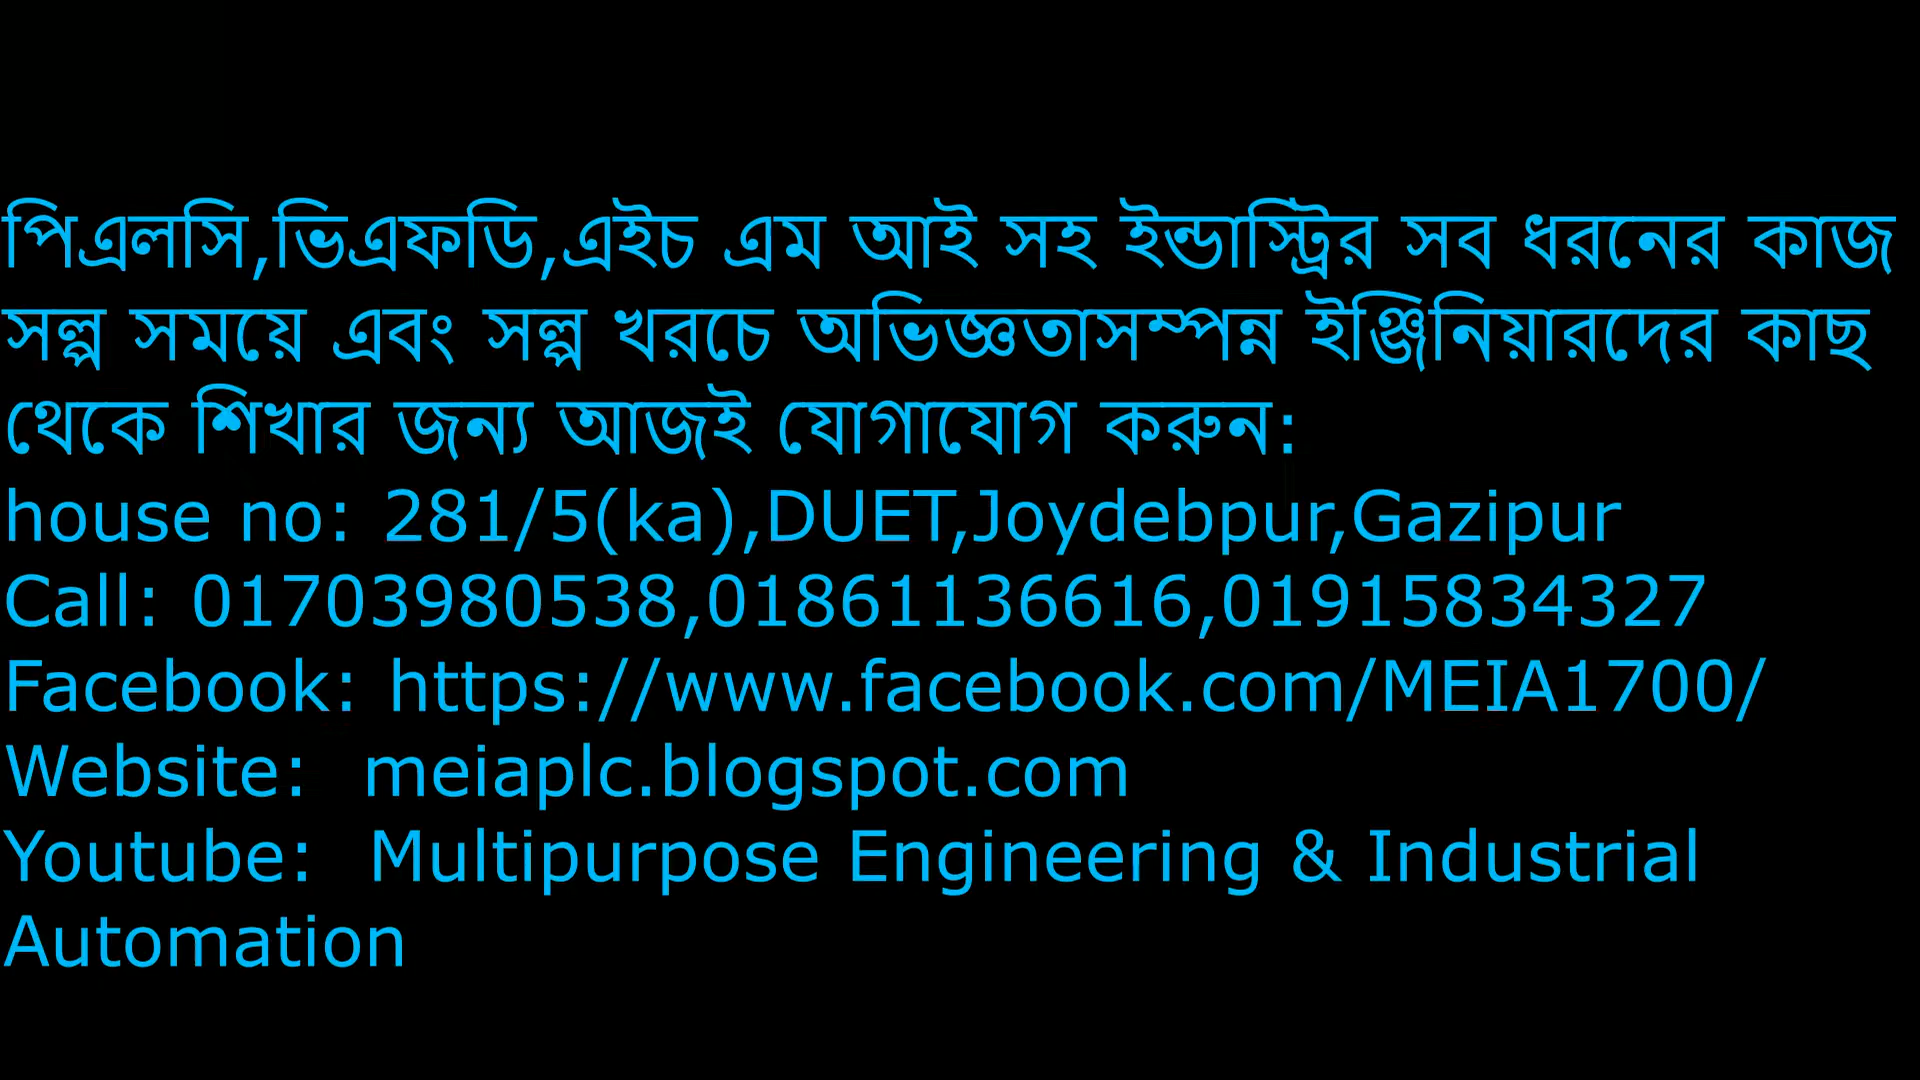 পিএলসি,ভিএফডি,এইচ এম আই সহ ইন্ডাস্ট্রির সব ধরনের কাজ
সল্প সময়ে এবং সল্প খরচে অভিজ্ঞতাসম্পন্ন ইঞ্জিনিয়ারদের কাছ
থেকে শিখার জন্য আজই যোগাযোগ করুন:
house no: 281/5(ka),DUET,Joydebpur,Gazipur
Call: 01703980538,01861136616,01915834327
Facebook: https://www.facebook.com/MEIA1700/
Website:  meiaplc.blogspot.com
Youtube:  Multipurpose Engineering & Industrial
Automation